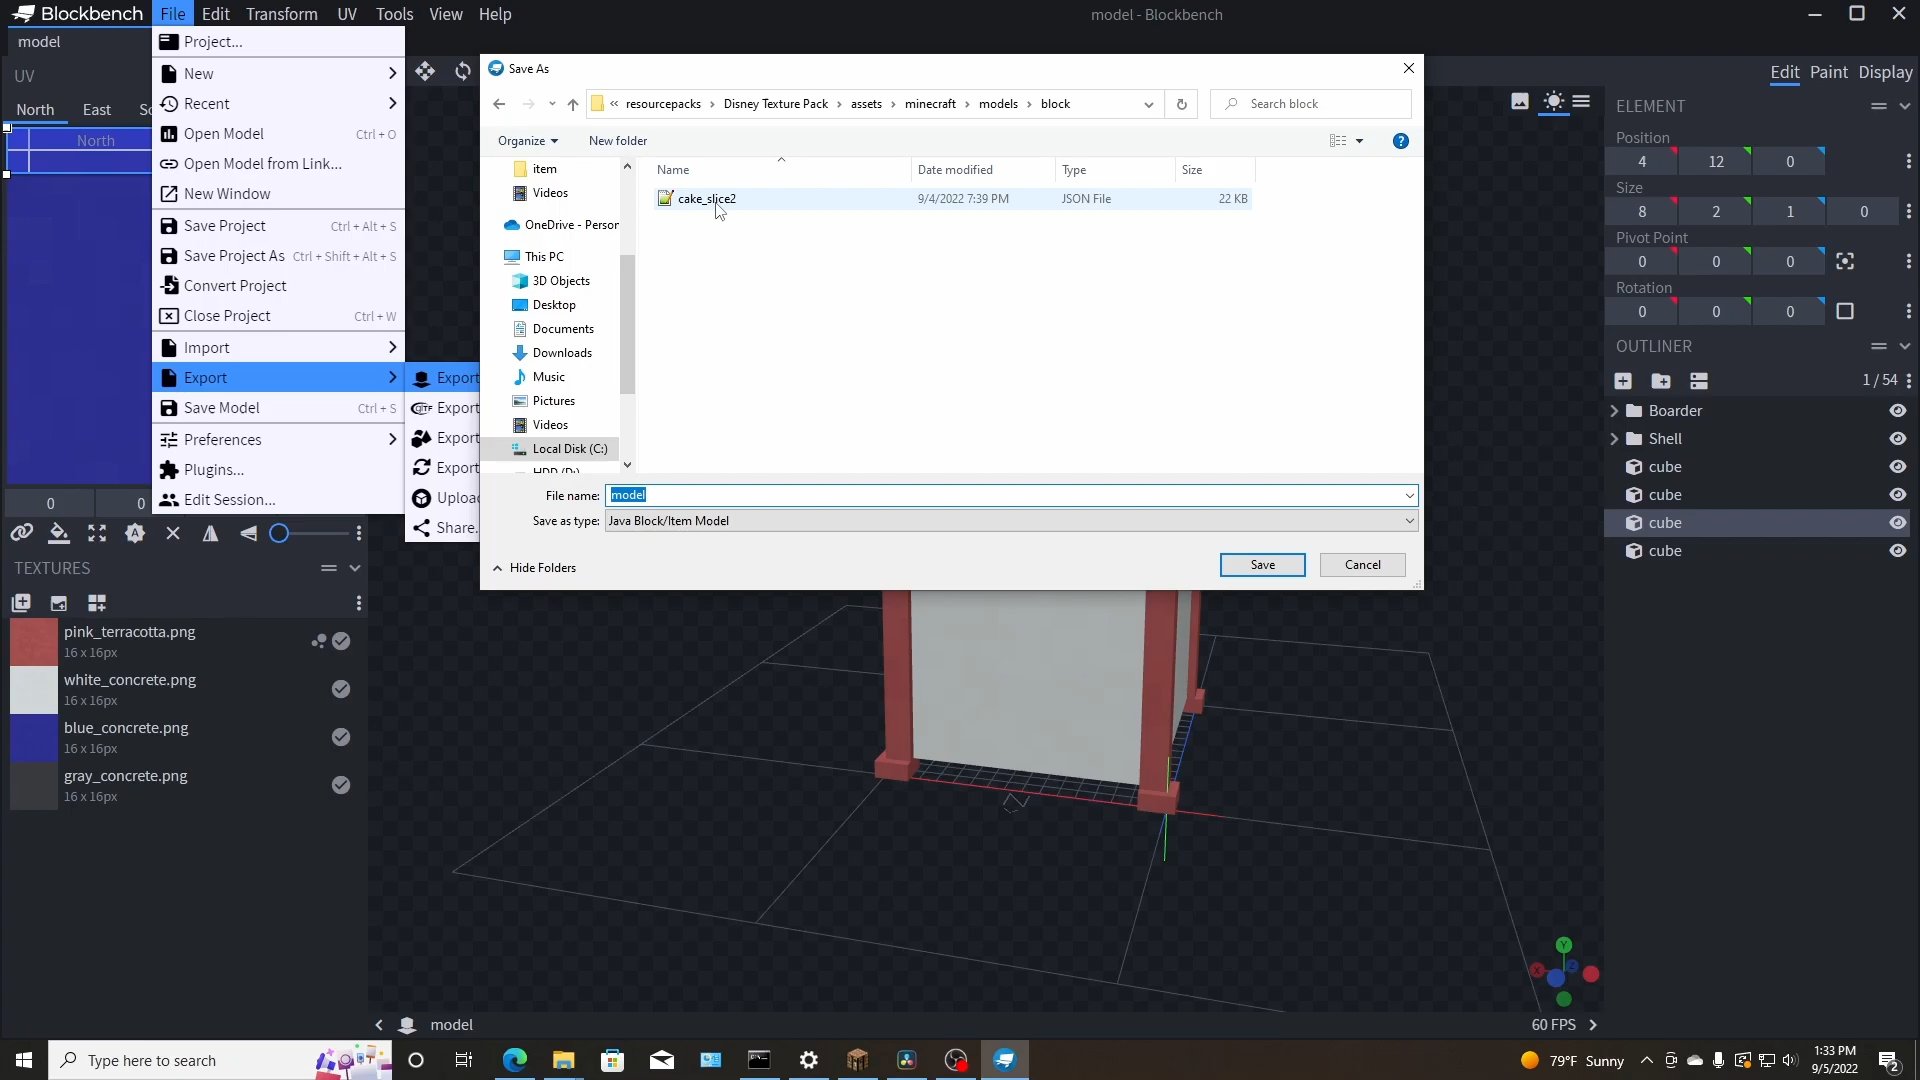 Blockbench File Edit Transform UV Tools View Help model - Blockbench
model
UV
North East
North
Project...
New
Recent
Open Model Ctrl + O
Open Model from Link...
New Window
Save Project Ctrl + Alt + S
Save Project As Ctrl + Shift + Alt + S
Convert Project
Close Project Ctrl + W
Import
Export
Save Model Ctrl + S
Preferences
Plugins...
Edit Session...
Export
Export
Export
Export
Share.
Save As
« resourcepacks › Disney Texture Pack › assets › minecraft › models › block
Search block
Organize New folder
item
Videos
This PC
3D Objects
Desktop
Documents
Downloads
Music
Pictures
Videos
Local Disk (C:)
Name Date modified Type Size
cake_slice2 9/4/2022 7:39 PM JSON File 22 KB
File name: model
Save as type: Java Block/Item Model
Hide Folders
Save Cancel
0 0
TEXTURES
pink_terracotta.png
16 x 16px
white_concrete.png
16 x 16px
blue_concrete.png
16 x 16px
gray_concrete.png
16 x 16px
Edit Paint Display
ELEMENT
Position
4 12 0
Size
8 2 1 0
Pivot Point
0 0 0
Rotation
0 0 0
OUTLINER
1 / 54
Boarder
Shell
cube
cube
cube
cube
Y
X
Z
model
60 FPS
Type here to search
79°F Sunny
1:33 PM
9/5/2022
2